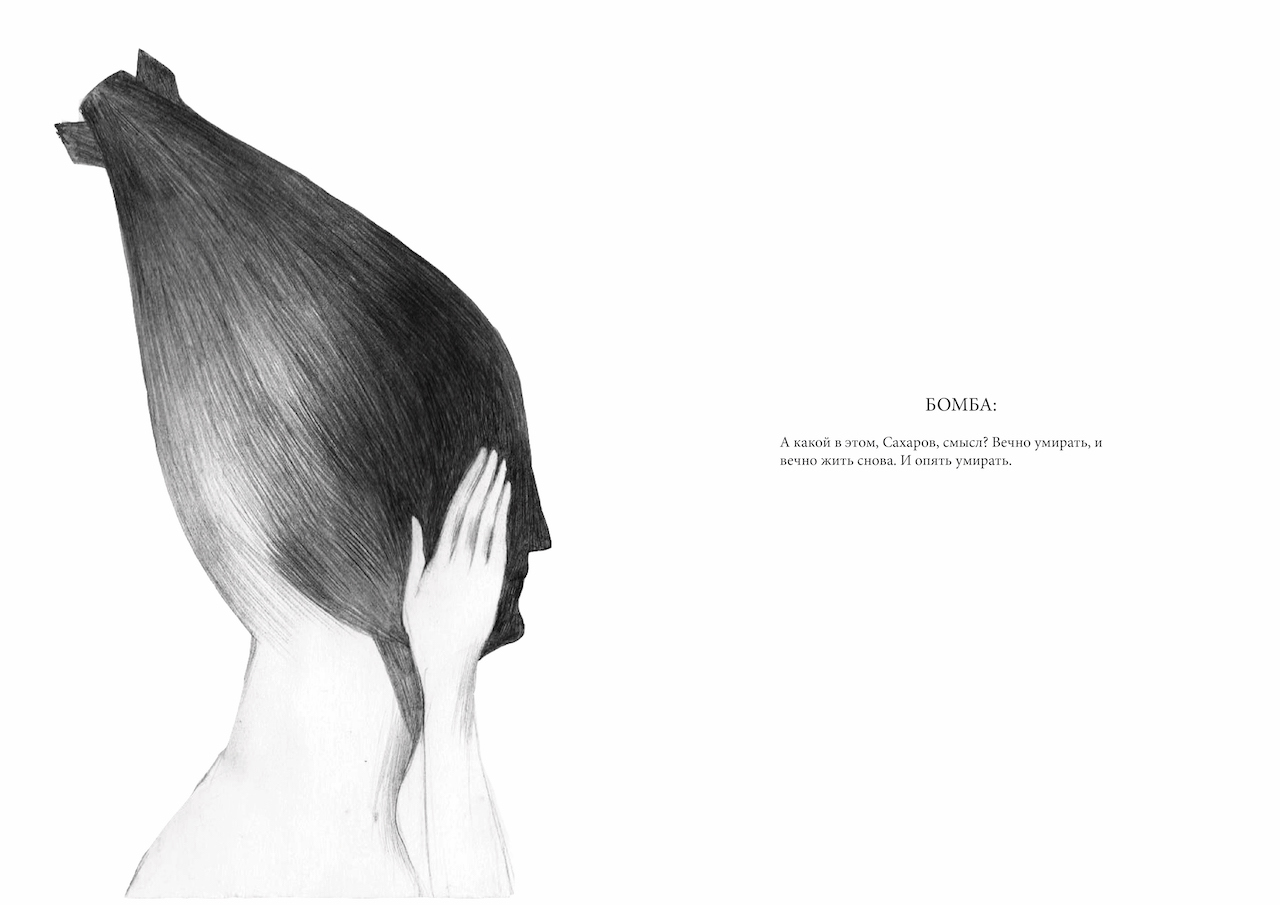 БОМБА:
А какой в этом, Сахаров, смысл? Вечно умирать, и
вечно жить снова. И опять умирать.